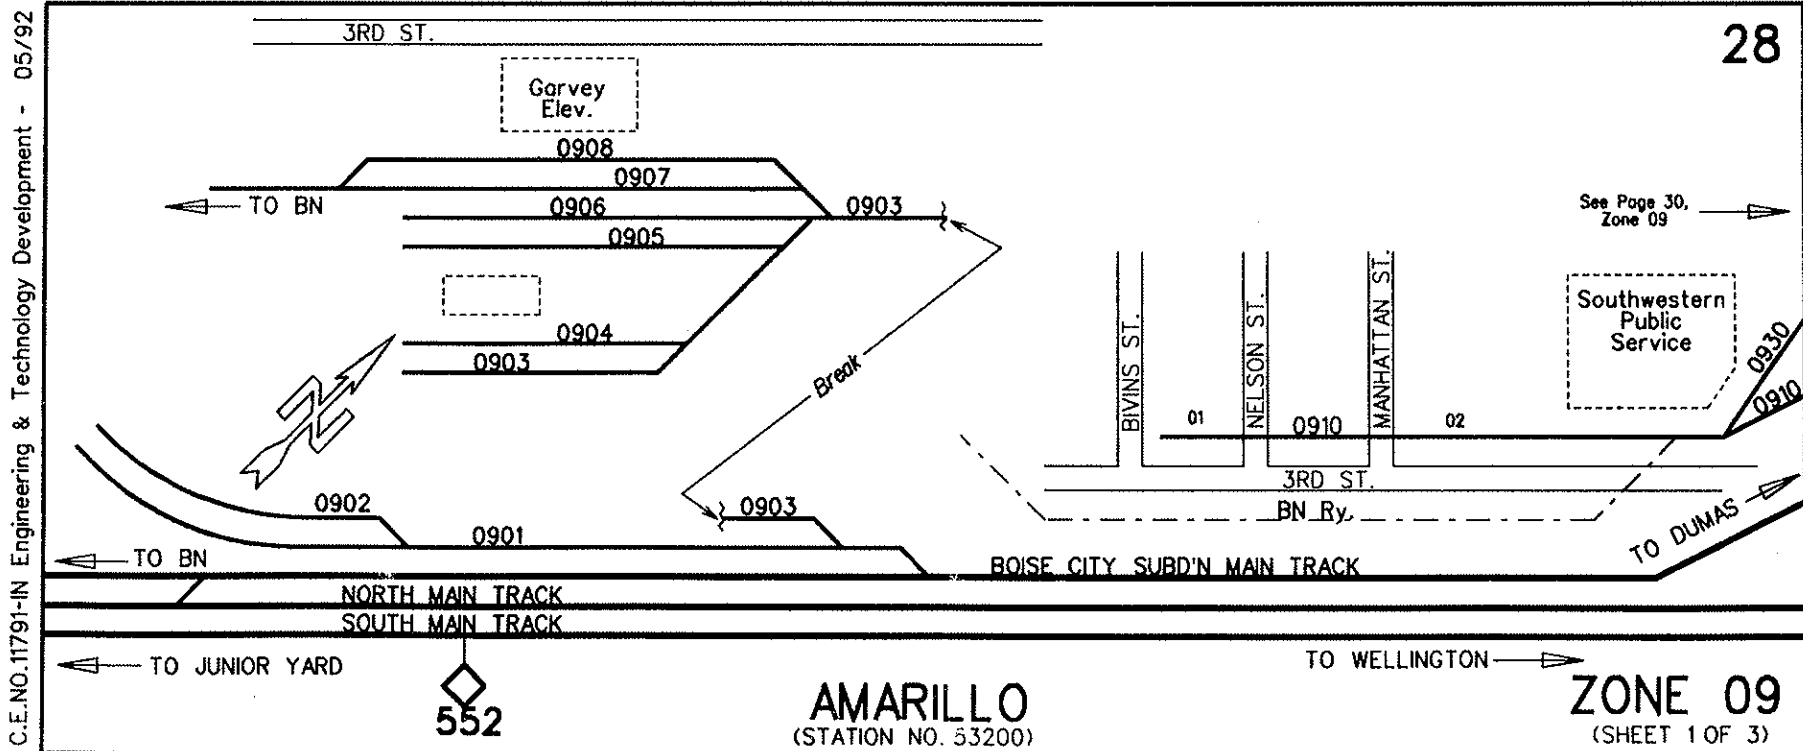 C.E.NO.11791-IN Engineering & Technology Development - 05/92
3RD ST.
28
Garvey
Elev.
0908
0907
TO BN
0906
0903
0905
See Page 30,
Zone 09
0904
0903
N
Break
BIVINS ST.
NELSON ST.
MANHATTAN ST.
Southwestern
Public
Service
0930
0910
01
0910
02
3RD ST.
BN Ry.
TO DUMAS
0902
0903
0901
TO BN
BOISE CITY SUBD'N MAIN TRACK
NORTH MAIN TRACK
SOUTH MAIN TRACK
TO JUNIOR YARD
TO WELLINGTON
552
AMARILLO
(STATION NO. 53200)
ZONE 09
(SHEET 1 OF 3)